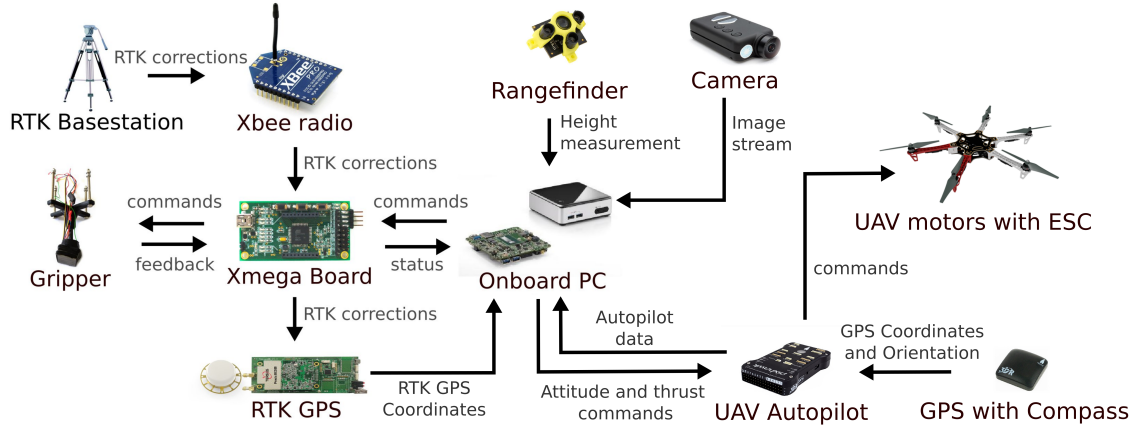 RTK corrections
RTK Basestation
XBee
PRO
Xbee radio
Rangefinder
Camera
Height
measurement
Image
stream
RTK corrections
commands
feedback
Gripper
Xmega Board
commands
status
Onboard PC
UAV motors with ESC
commands
RTK corrections
RTK GPS
RTK GPS
Coordinates
Autopilot
data
Attitude and thrust
commands
UAV Autopilot
GPS Coordinates
and Orientation
GPS with Compass